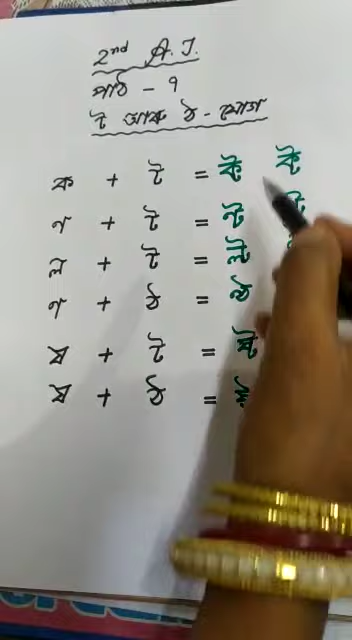 2nd A.J.
পাঠ - ৭
ট আৰু ঠ - যোগ
ক + ট = ক্ট ক্ট
ণ + ট = ণ্ট
ল + ট = ল্ট
ণ + ঠ = ণ্ঠ
ষ + ট = ষ্ট
ষ + ঠ = ষ্ঠ